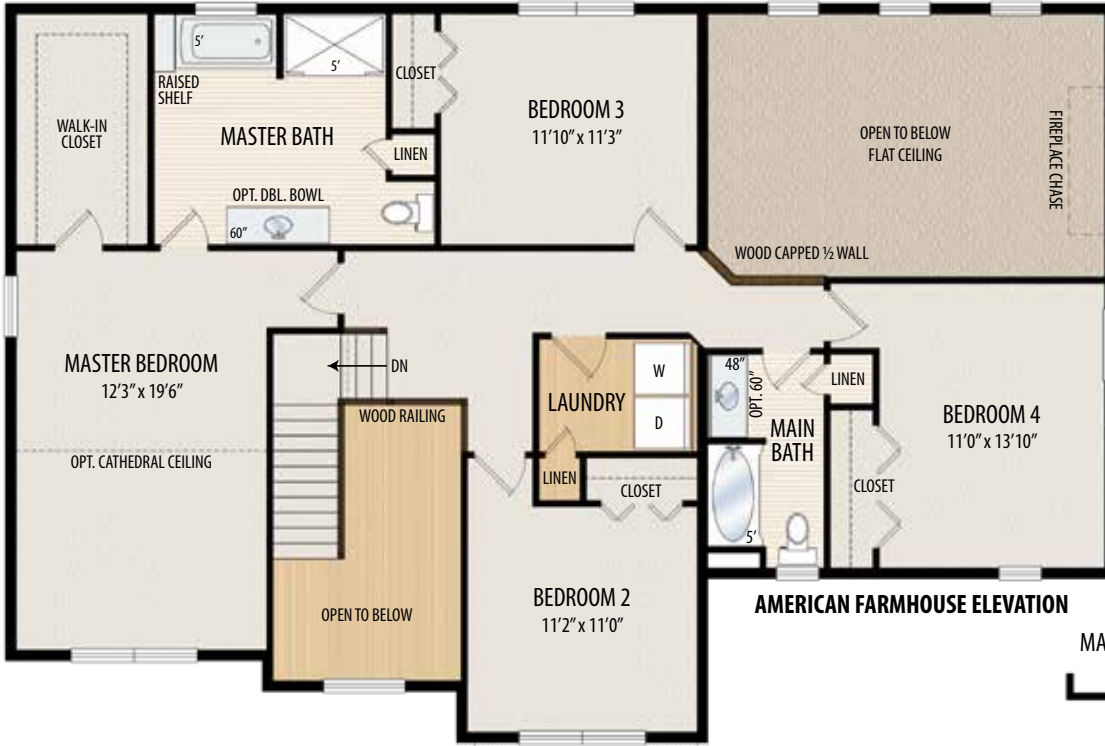 5'
5'
RAISED
SHELF
CLOSET
WALK-IN
CLOSET
MASTER BATH
LINEN
OPT. DBL. BOWL
60"
BEDROOM 3
11'10" x 11'3"
OPEN TO BELOW
FLAT CEILING
FIREPLACE CHASE
WOOD CAPPED ½ WALL
MASTER BEDROOM
12'3" x 19'6"
OPT. CATHEDRAL CEILING
DN
WOOD RAILING
OPEN TO BELOW
LAUNDRY
W
D
LINEN
CLOSET
BEDROOM 2
11'2" x 11'0"
48"
OPT. 60"
MAIN
BATH
5'
LINEN
CLOSET
BEDROOM 4
11'0" x 13'10"
AMERICAN FARMHOUSE ELEVATION
MA